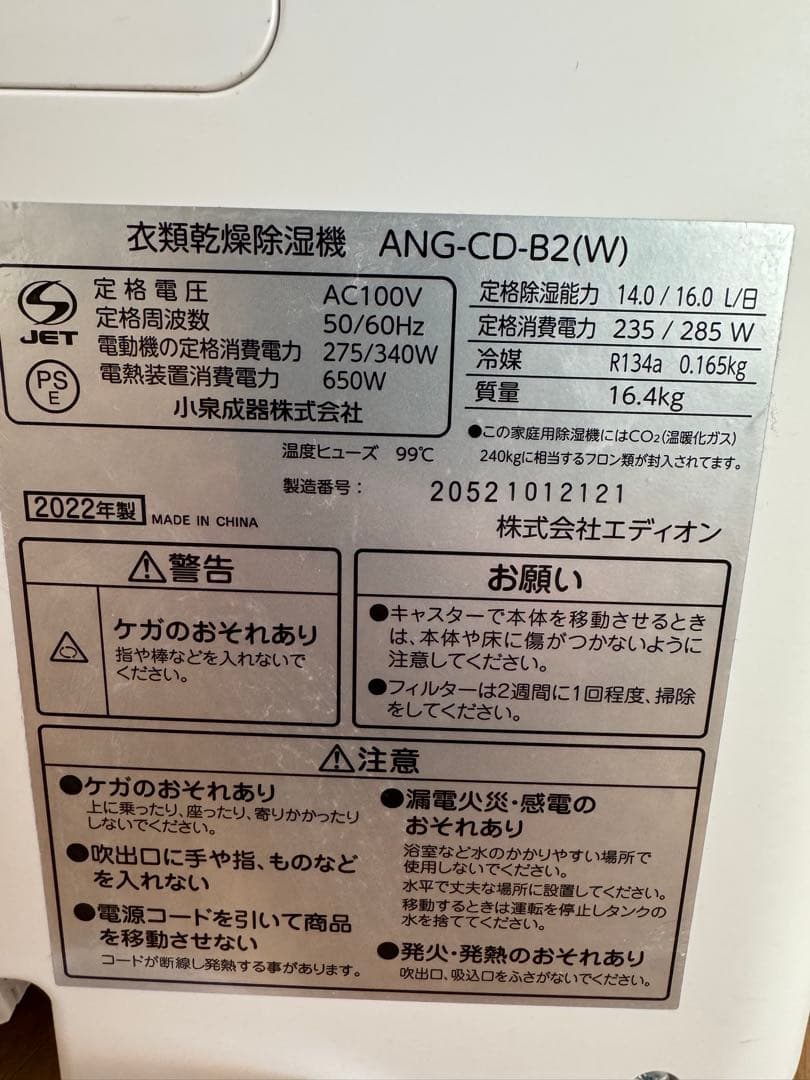 衣類乾燥除湿機 ANG-CD-B2(W)
JET
PS
E
定格電圧 AC100V
定格周波数 50/60Hz
電動機の定格消費電力 275/340W
電熱装置消費電力 650W
小泉成器株式会社
定格除湿能力 14.0 / 16.0 L/日
定格消費電力 235 / 285 W
冷媒 R134a 0.165kg
質量 16.4kg
温度ヒューズ 99℃
●この家庭用除湿機にはCO₂(温暖化ガス)
240kgに相当するフロン類が封入されてます。
製造番号: 20521012121
2022年製 MADE IN CHINA
株式会社エディオン
⚠警告
ケガのおそれあり
指や棒などを入れないで
ください。
お願い
●キャスターで本体を移動させるとき
は、本体や床に傷がつかないように
注意してください。
●フィルターは2週間に1回程度、掃除
をしてください。
⚠注意
●ケガのおそれあり
上に乗ったり、座ったり、寄りかかったり
しないでください。
●吹出口に手や指、ものなど
を入れない
●電源コードを引いて商品
を移動させない
コードが断線し発熱する事があります。
●漏電火災・感電の
おそれあり
浴室など水のかかりやすい場所で
使用しないでください。
水平で丈夫な場所に設置してください。
移動するときは運転を停止しタンクの
水を捨ててください。
●発火・発熱のおそれあり
吹出口、吸込口をふさがないでください。